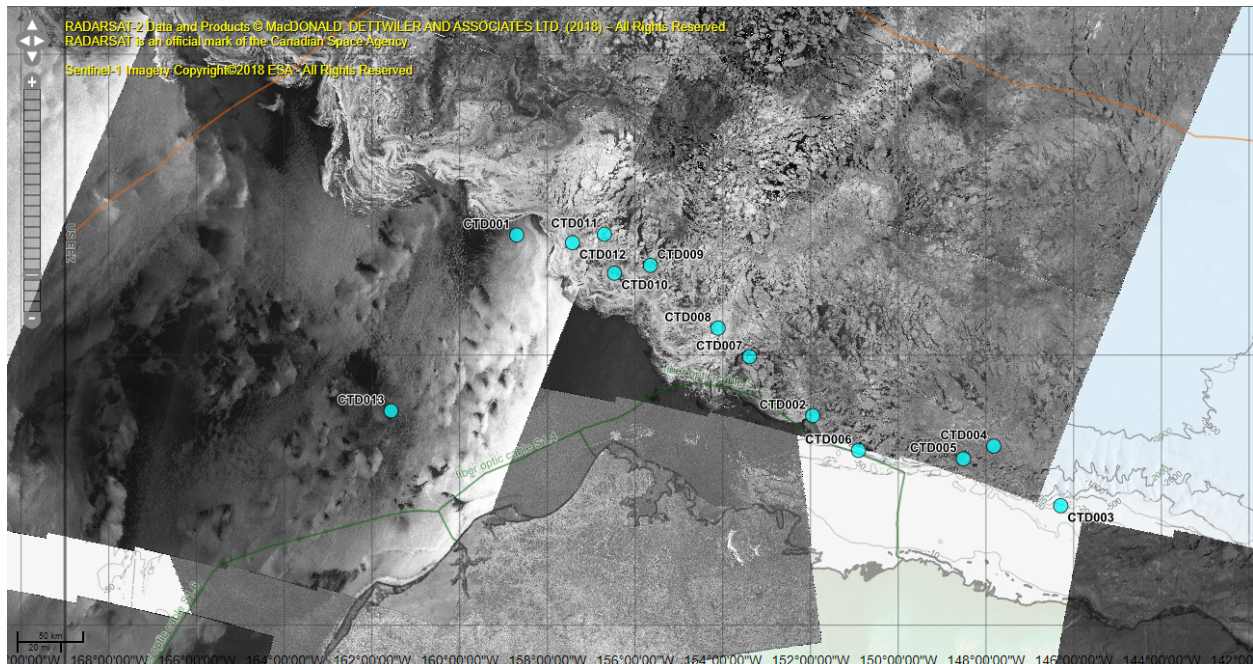 RADARSAT-2 Data and Products © MacDONALD, DETTWILER AND ASSOCIATES LTD. (2018) – All Rights Reserved.
RADARSAT is an official mark of the Canadian Space Agency.
Sentinel-1 Imagery Copyright©2018 ESA - All Rights Reserved
CTD001
CTD011
CTD012
CTD009
CTD010
USEEZ
CTD008
CTD007
CTD013
CTD002
fiber optic cable S1.4
CTD006
CTD005
CTD004
CTD003
50 km
20 mi
168°00'00"W
166°00'00"W
164°00'00"W
162°00'00"W
160°00'00"W
158°00'00"W
156°00'00"W
154°00'00"W
152°00'00"W
150°00'00"W
148°00'00"W
146°00'00"W
144°00'00"W